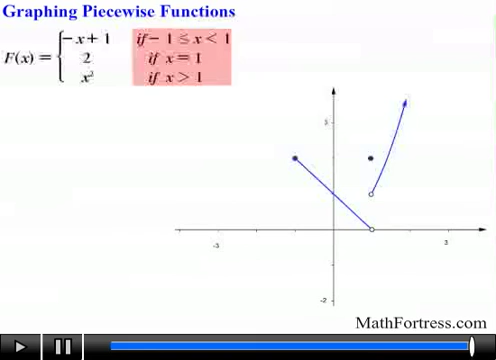 Graphing Piecewise Functions
F(x) = { −x + 1 if − 1 ≤ x < 1
2 if x = 1
x² if x > 1
3
-3
3
-2
MathFortress.com